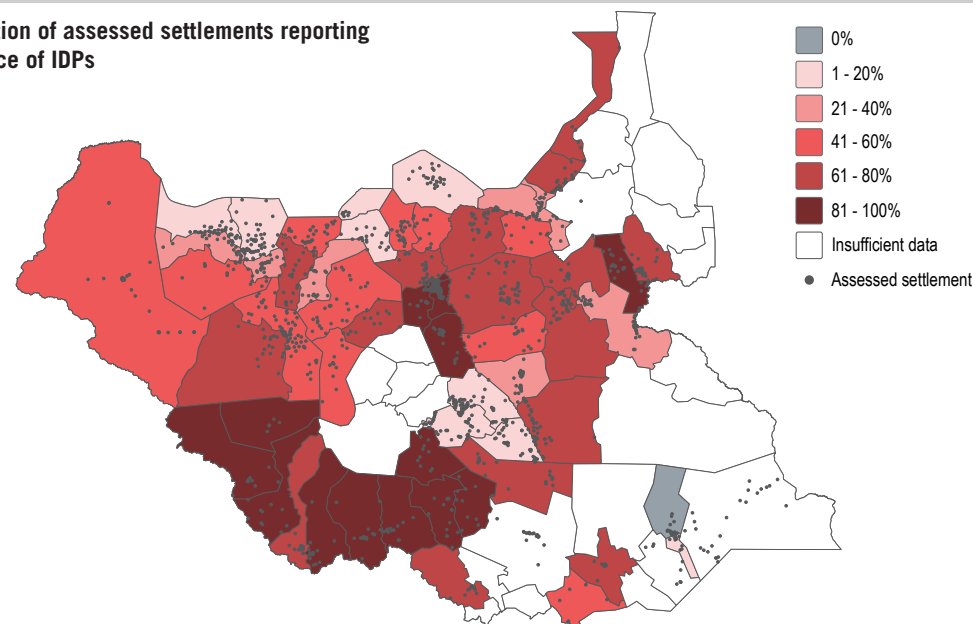 tion of assessed settlements reporting
ce of IDPs
0%
1 - 20%
21 - 40%
41 - 60%
61 - 80%
81 - 100%
Insufficient data
Assessed settlement